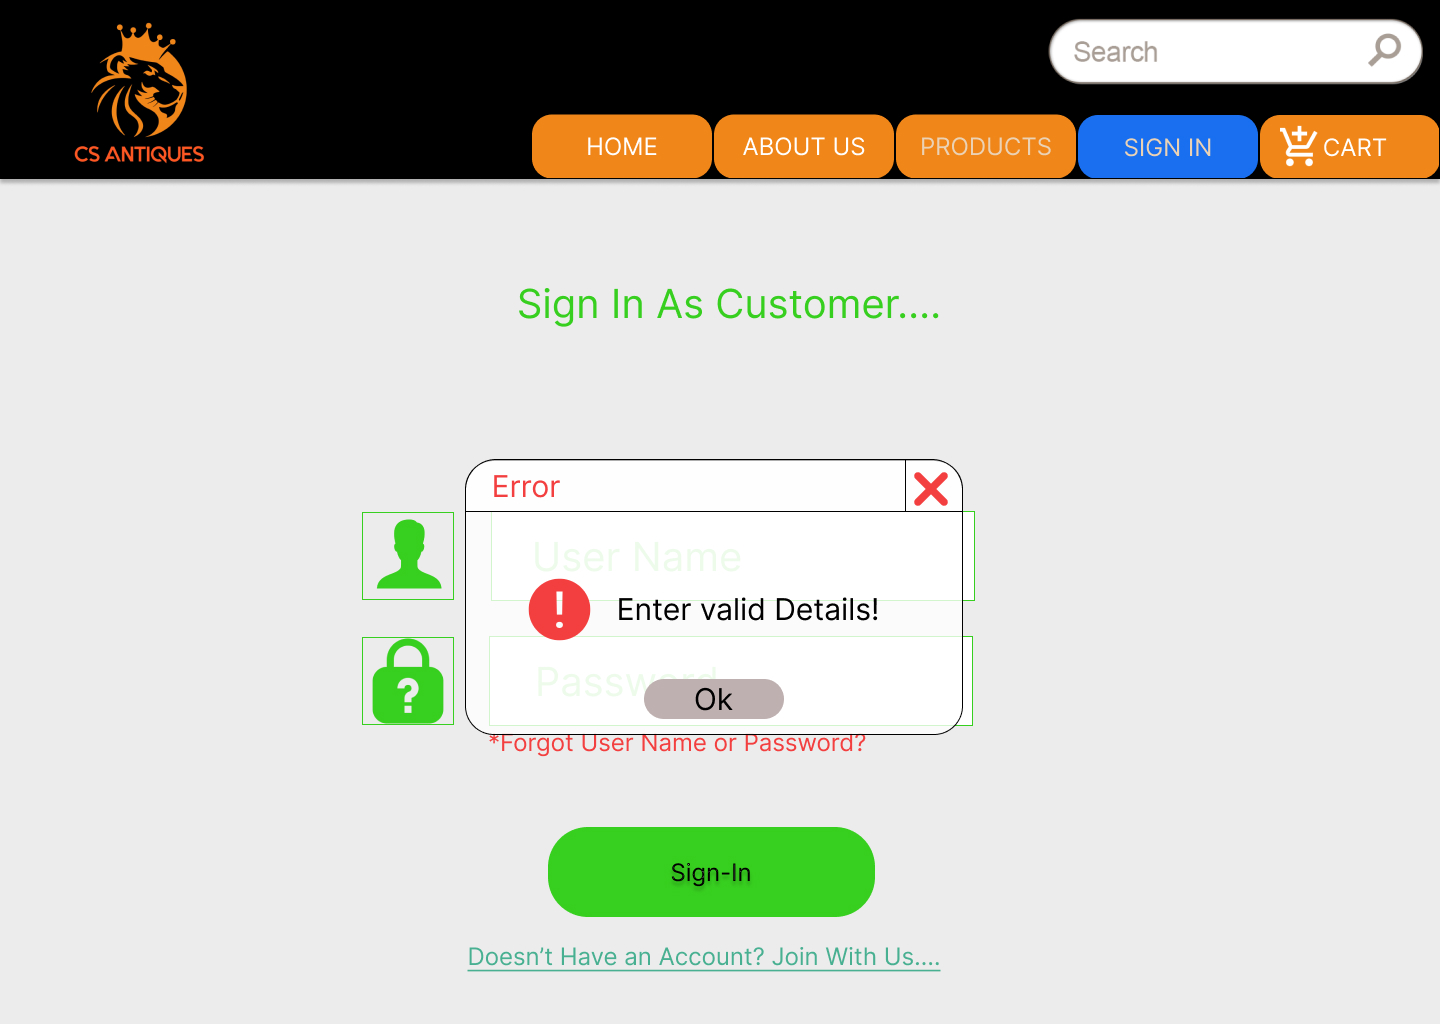 Search
CS ANTIQUES
HOME
ABOUT US
PRODUCTS
SIGN IN
CART
Sign In As Customer....
Error
User Name
Enter valid Details!
Password
Ok
*Forgot User Name or Password?
Sign-In
Doesn’t Have an Account? Join With Us....